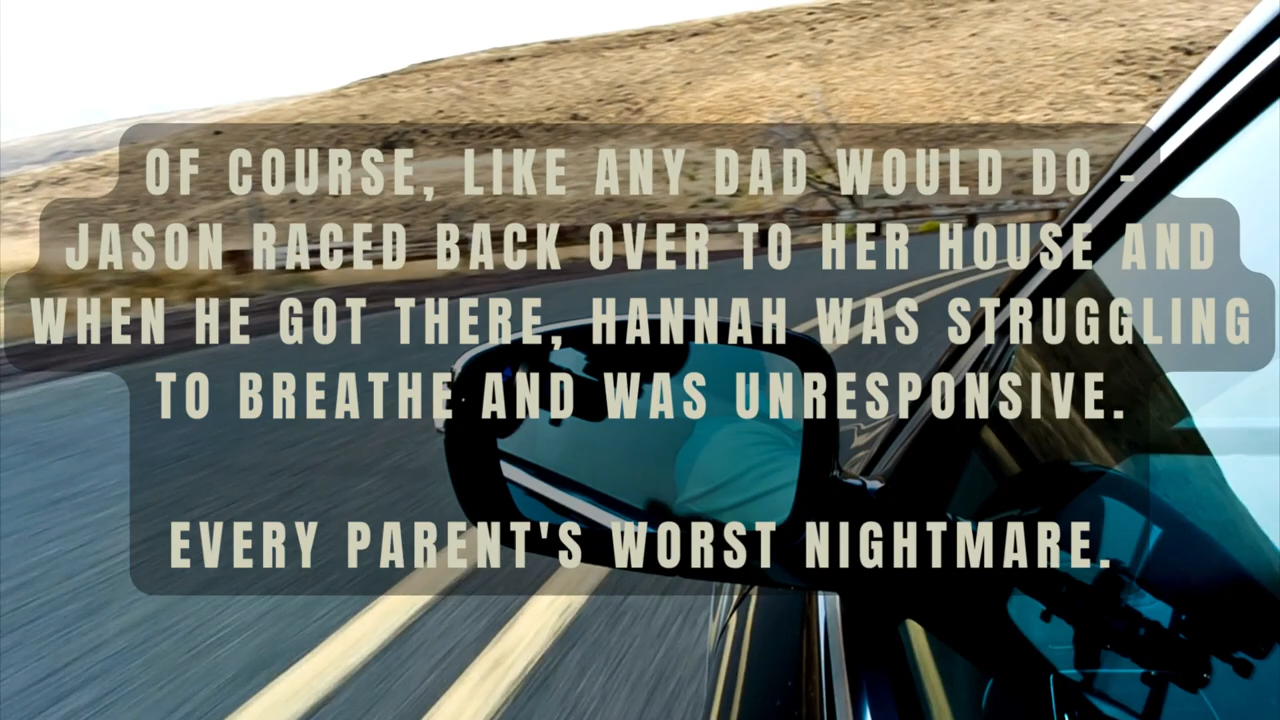 OF COURSE, LIKE ANY DAD WOULD DO -
JASON RACED BACK OVER TO HER HOUSE AND
WHEN HE GOT THERE, HANNAH WAS STRUGGLING
TO BREATHE AND WAS UNRESPONSIVE.
EVERY PARENT'S WORST NIGHTMARE.